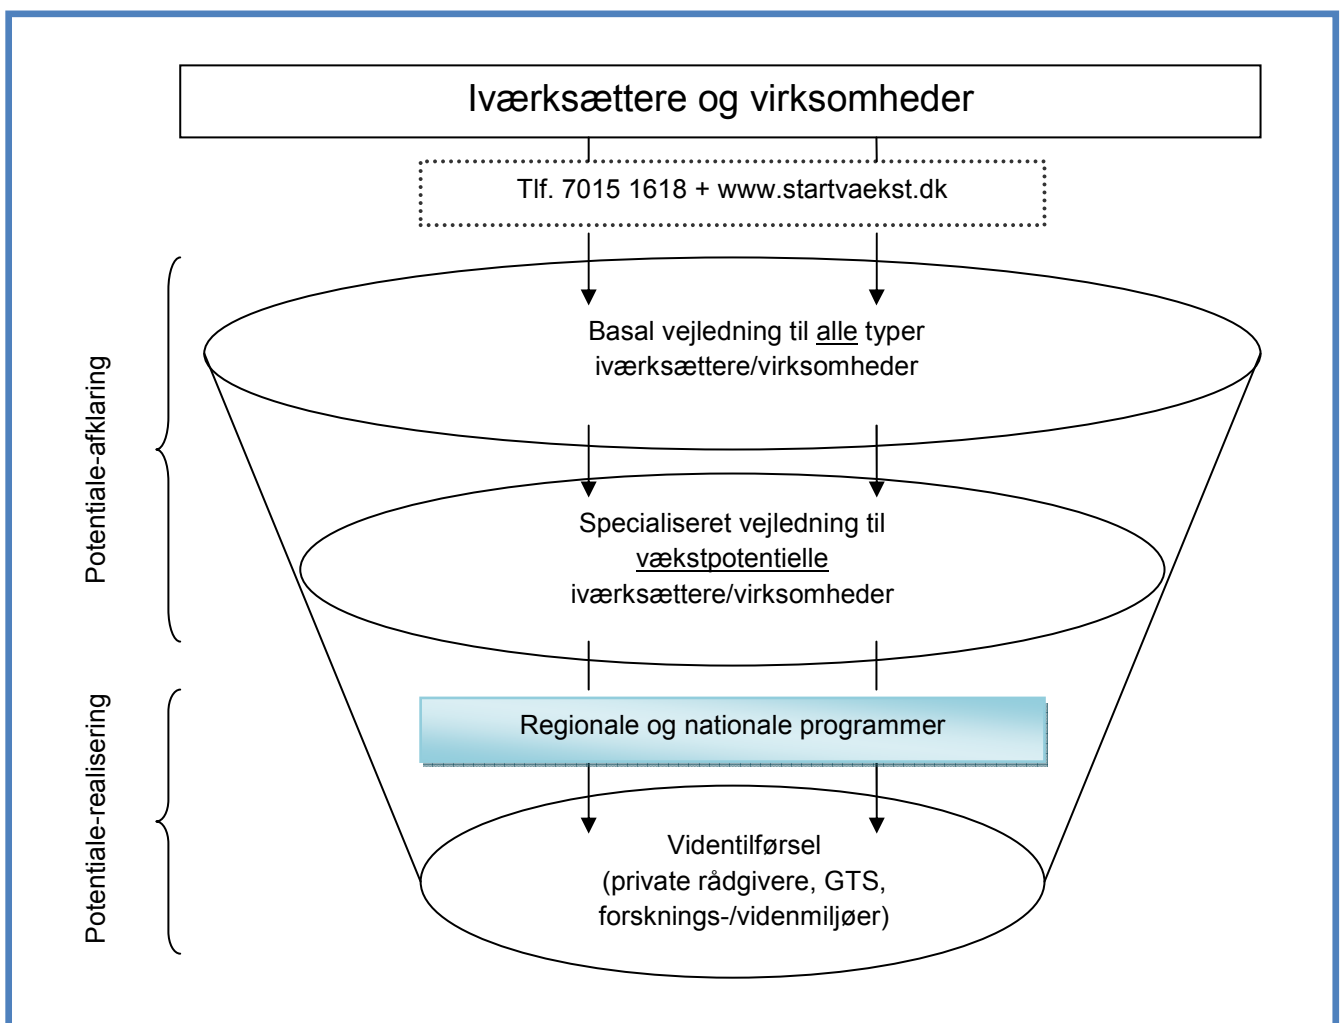 Iværksættere og virksomheder
Tlf. 7015 1618 + www.startvaekst.dk
Potentiale-afklaring
Basal vejledning til alle typer
iværksættere/virksomheder
Specialiseret vejledning til
vækstpotentielle
iværksættere/virksomheder
Potentiale-realisering
Regionale og nationale programmer
Videntilførsel
(private rådgivere, GTS,
forsknings-/videnmiljøer)